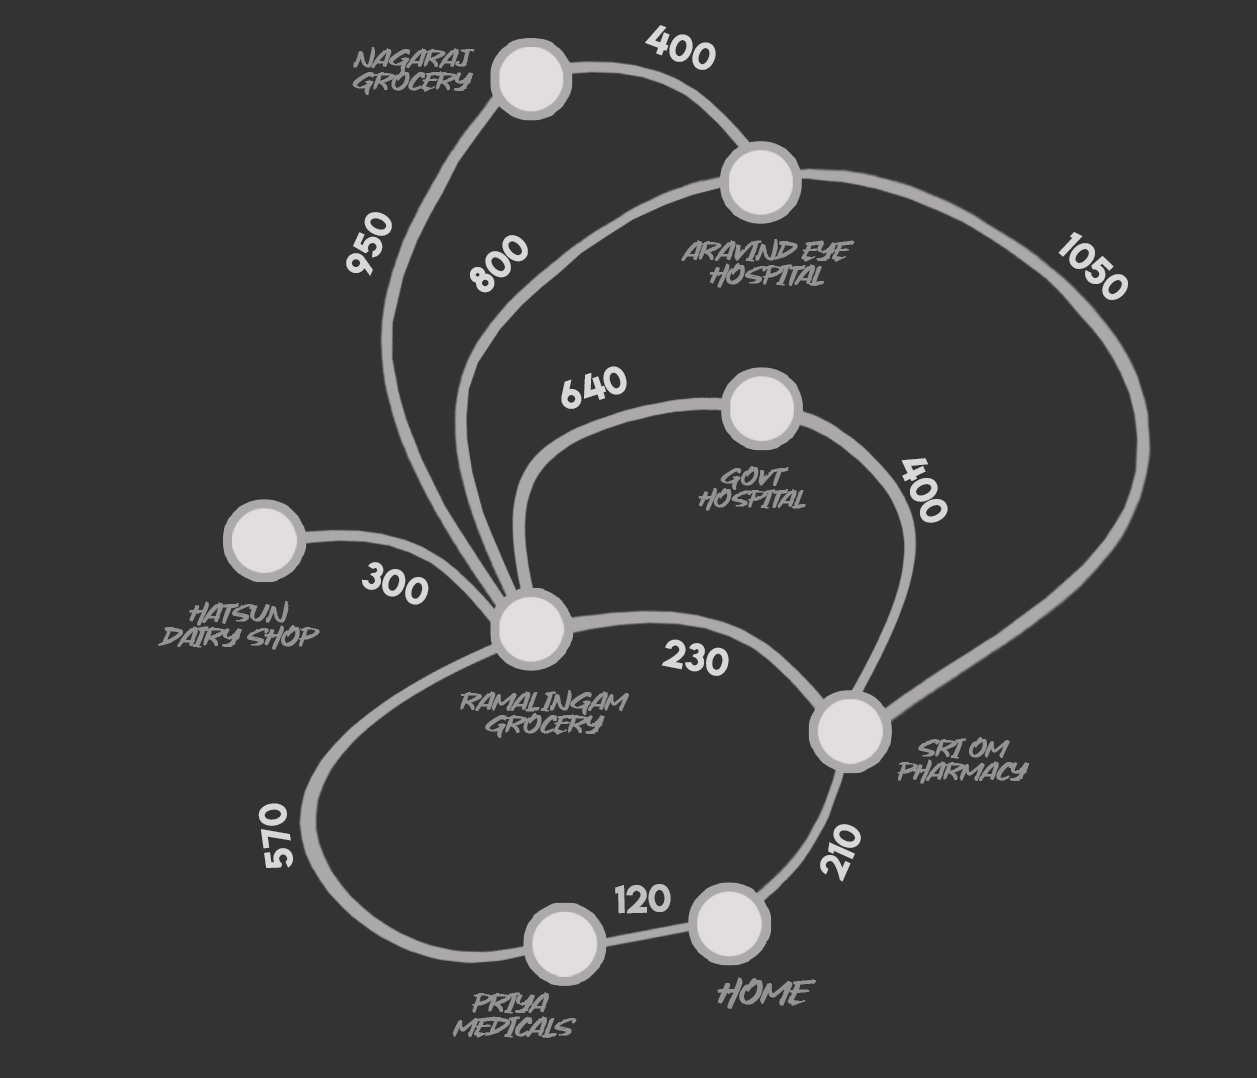 400
NAGARAJ
GROCERY
950
800
ARAVIND EYE
HOSPITAL
1050
640
GOVT
HOSPITAL
400
300
HATSUN
DAIRY SHOP
230
RAMALINGAM
GROCERY
SRI OM
PHARMACY
570
210
120
HOME
PRIYA
MEDICALS